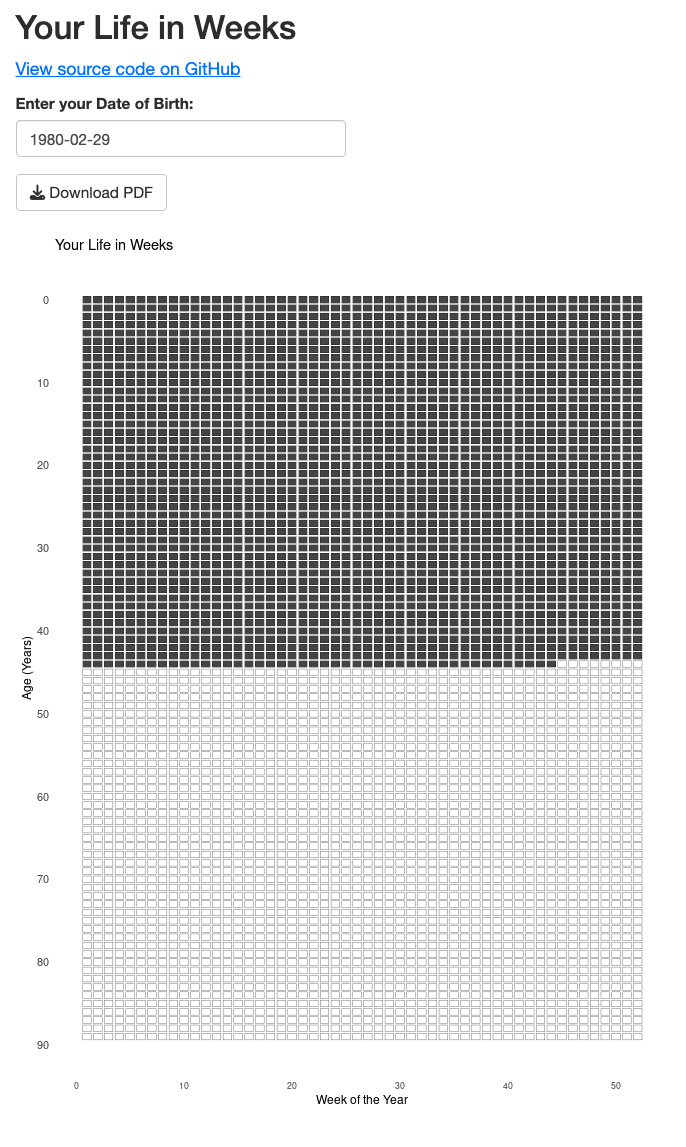 Your Life in Weeks
View source code on GitHub
Enter your Date of Birth:
1980-02-29
Download PDF
Your Life in Weeks
0
10
20
30
40
Age (Years)
50
60
70
80
90
0 10 20 30 40 50
Week of the Year